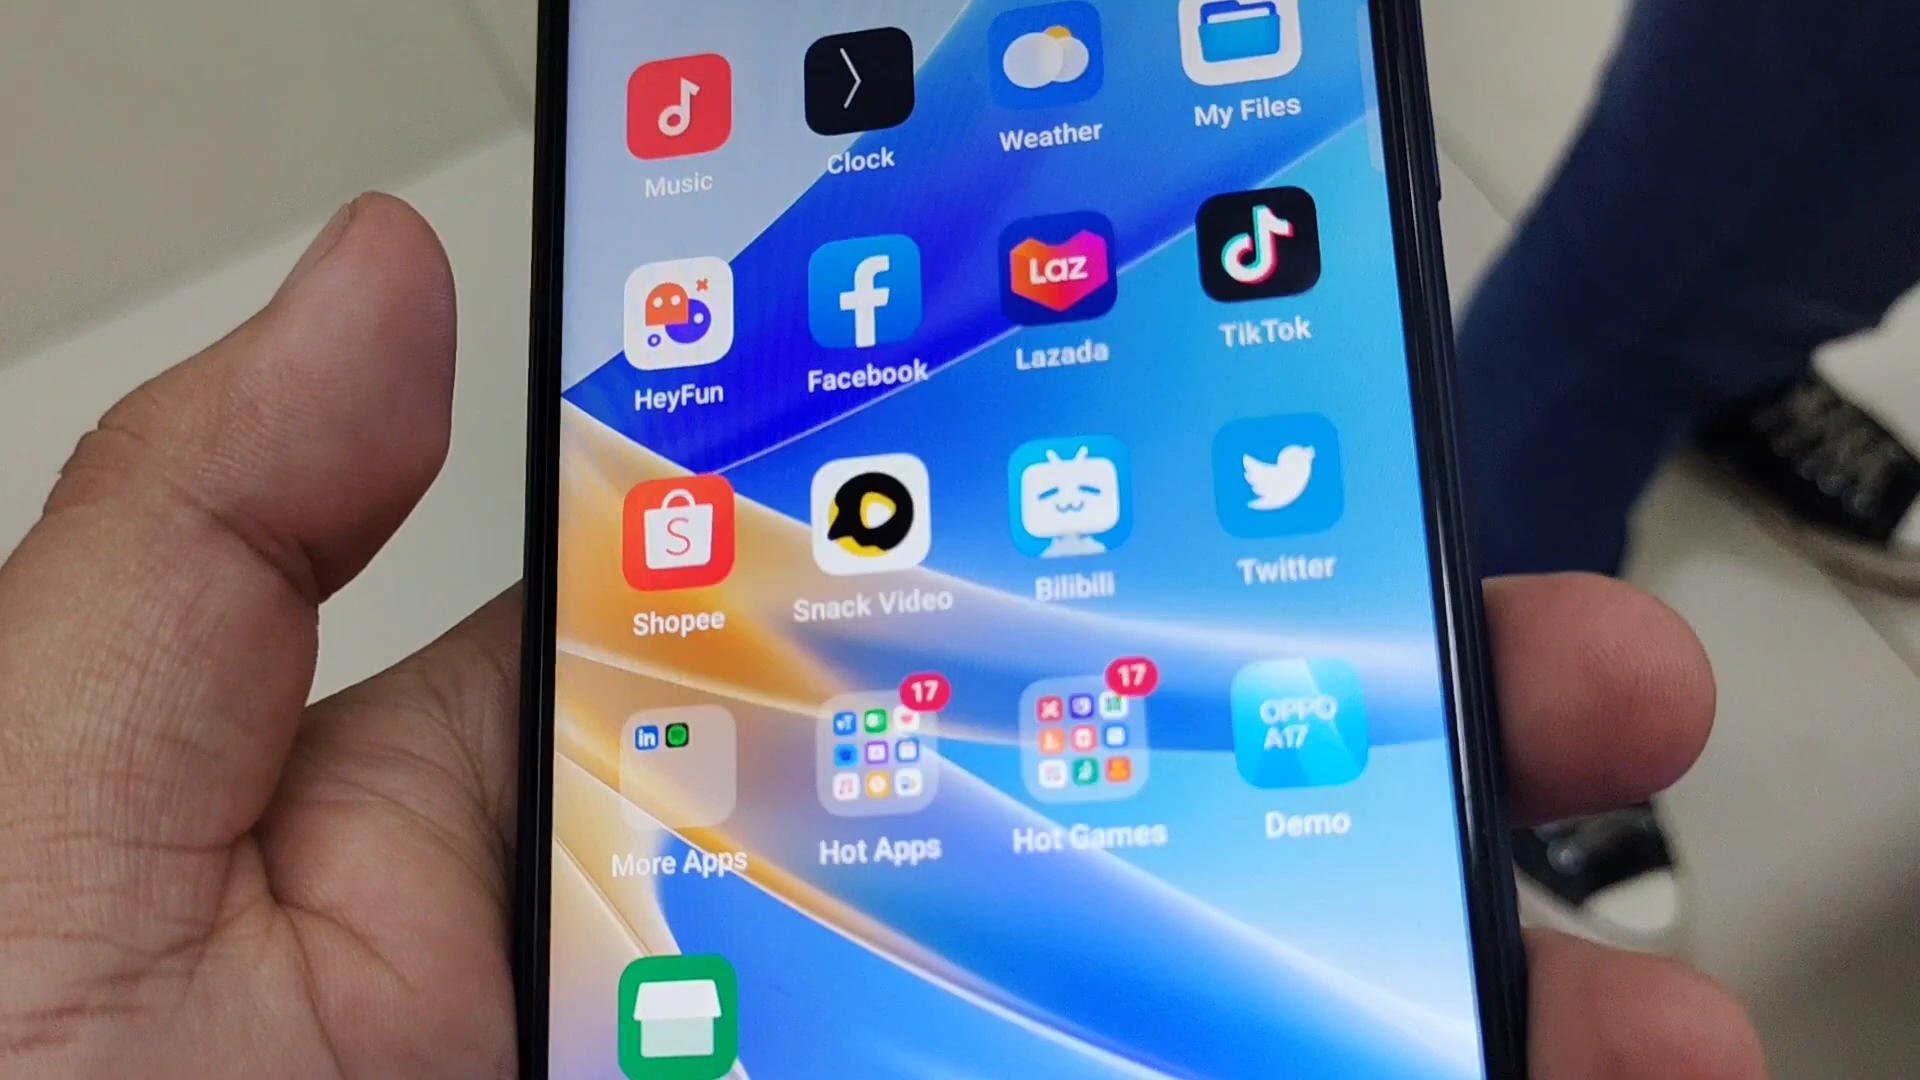 Music
Clock
Weather
My Files
HeyFun
Facebook
Laz
Lazada
TikTok
S
Shopee
Snack Video
Bilibili
Twitter
in
More Apps
17
Hot Apps
17
Hot Games
OPPO
A17
Demo